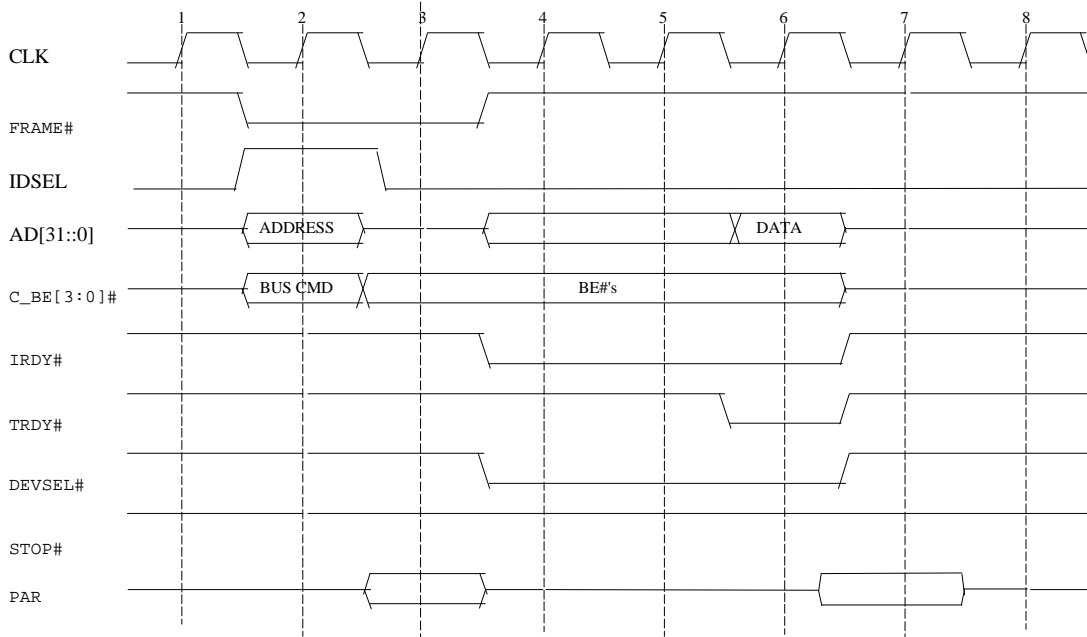 1 2 3 4 5 6 7 8
CLK
FRAME#
IDSEL
AD[31::0] ADDRESS DATA
C_BE[3:0]# BUS CMD BE#'s
IRDY#
TRDY#
DEVSEL#
STOP#
PAR